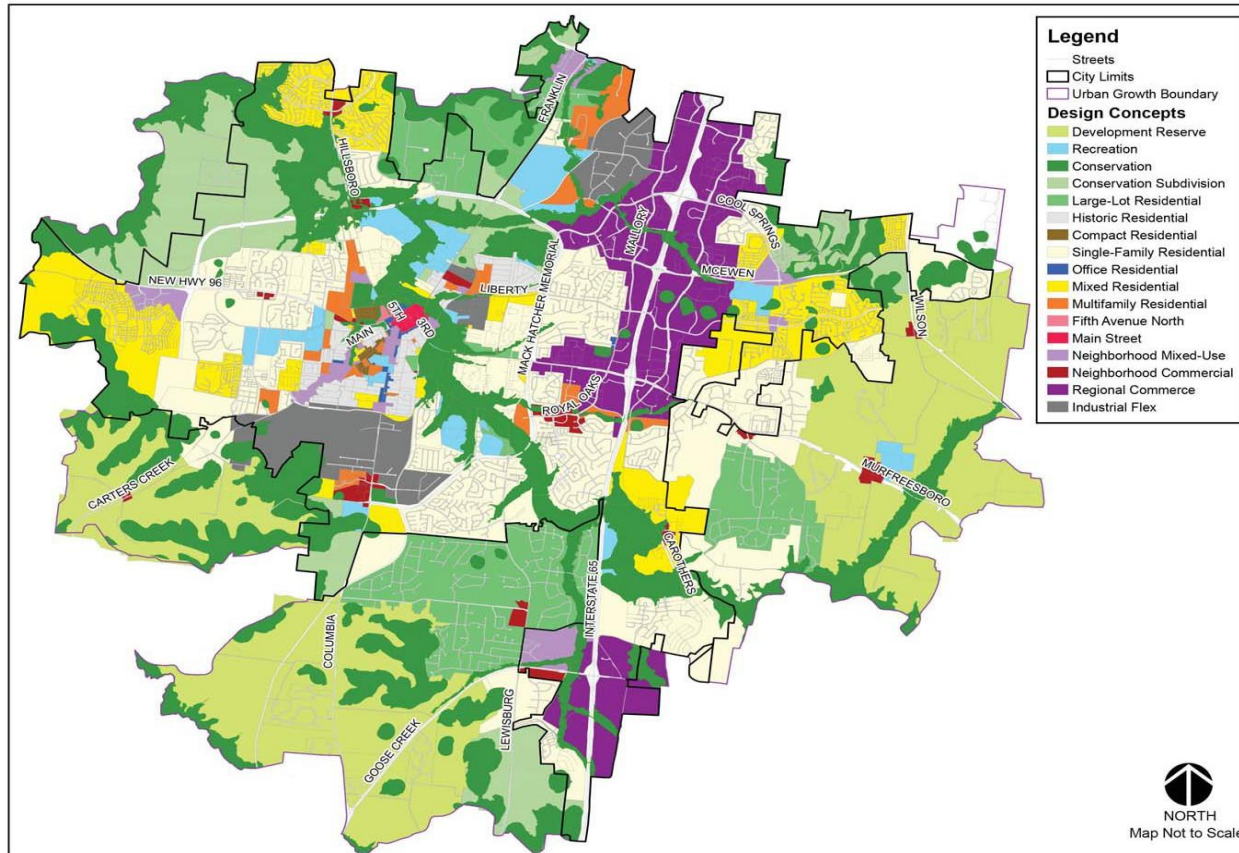 Legend
Streets
City Limits
Urban Growth Boundary
Design Concepts
Development Reserve
Recreation
Conservation
Conservation Subdivision
Large-Lot Residential
Historic Residential
Compact Residential
Single-Family Residential
Office Residential
Mixed Residential
Multifamily Residential
Fifth Avenue North
Main Street
Neighborhood Mixed-Use
Neighborhood Commercial
Regional Commerce
Industrial Flex
FRANKLIN
HILLSBORO
MALLORY
COOL SPRINGS
MCEWEN
NEW HWY 96
LIBERTY
MACK HATCHER MEMORIAL
WILSON
5TH
3RD
MAIN
ROYAL OAKS
CARTERS CREEK
MURFREESBORO
CAROTHERS
INTERSTATE 65
COLUMBIA
GOOSE CREEK
LEWISBURG
NORTH
Map Not to Scale